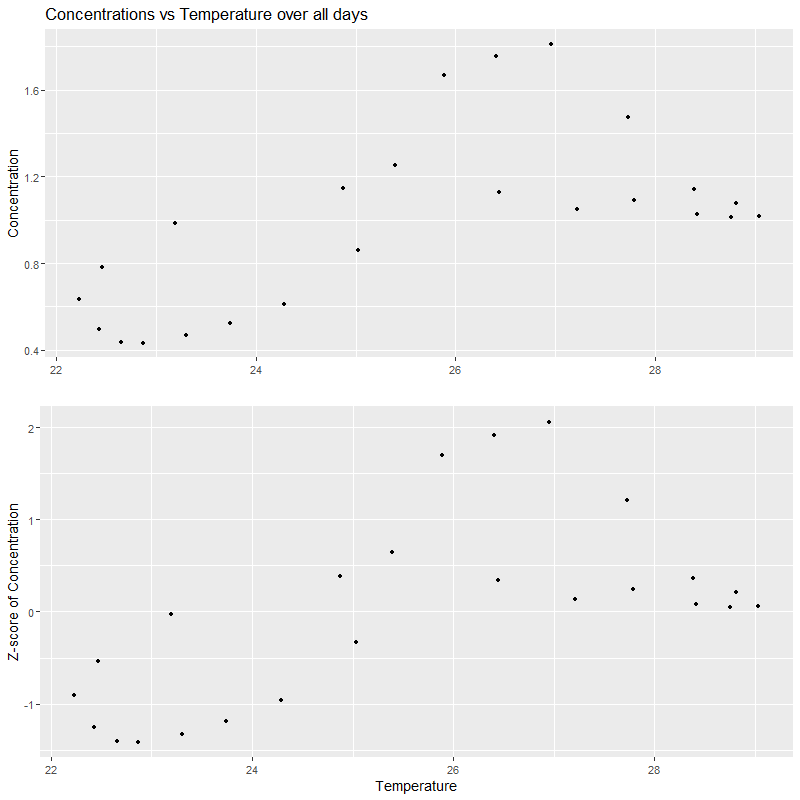 Concentrations vs Temperature over all days
Concentration
1.6
1.2
0.8
0.4
22 24 26 28
Z-score of Concentration
2
1
0
-1
22 24 26 28
Temperature